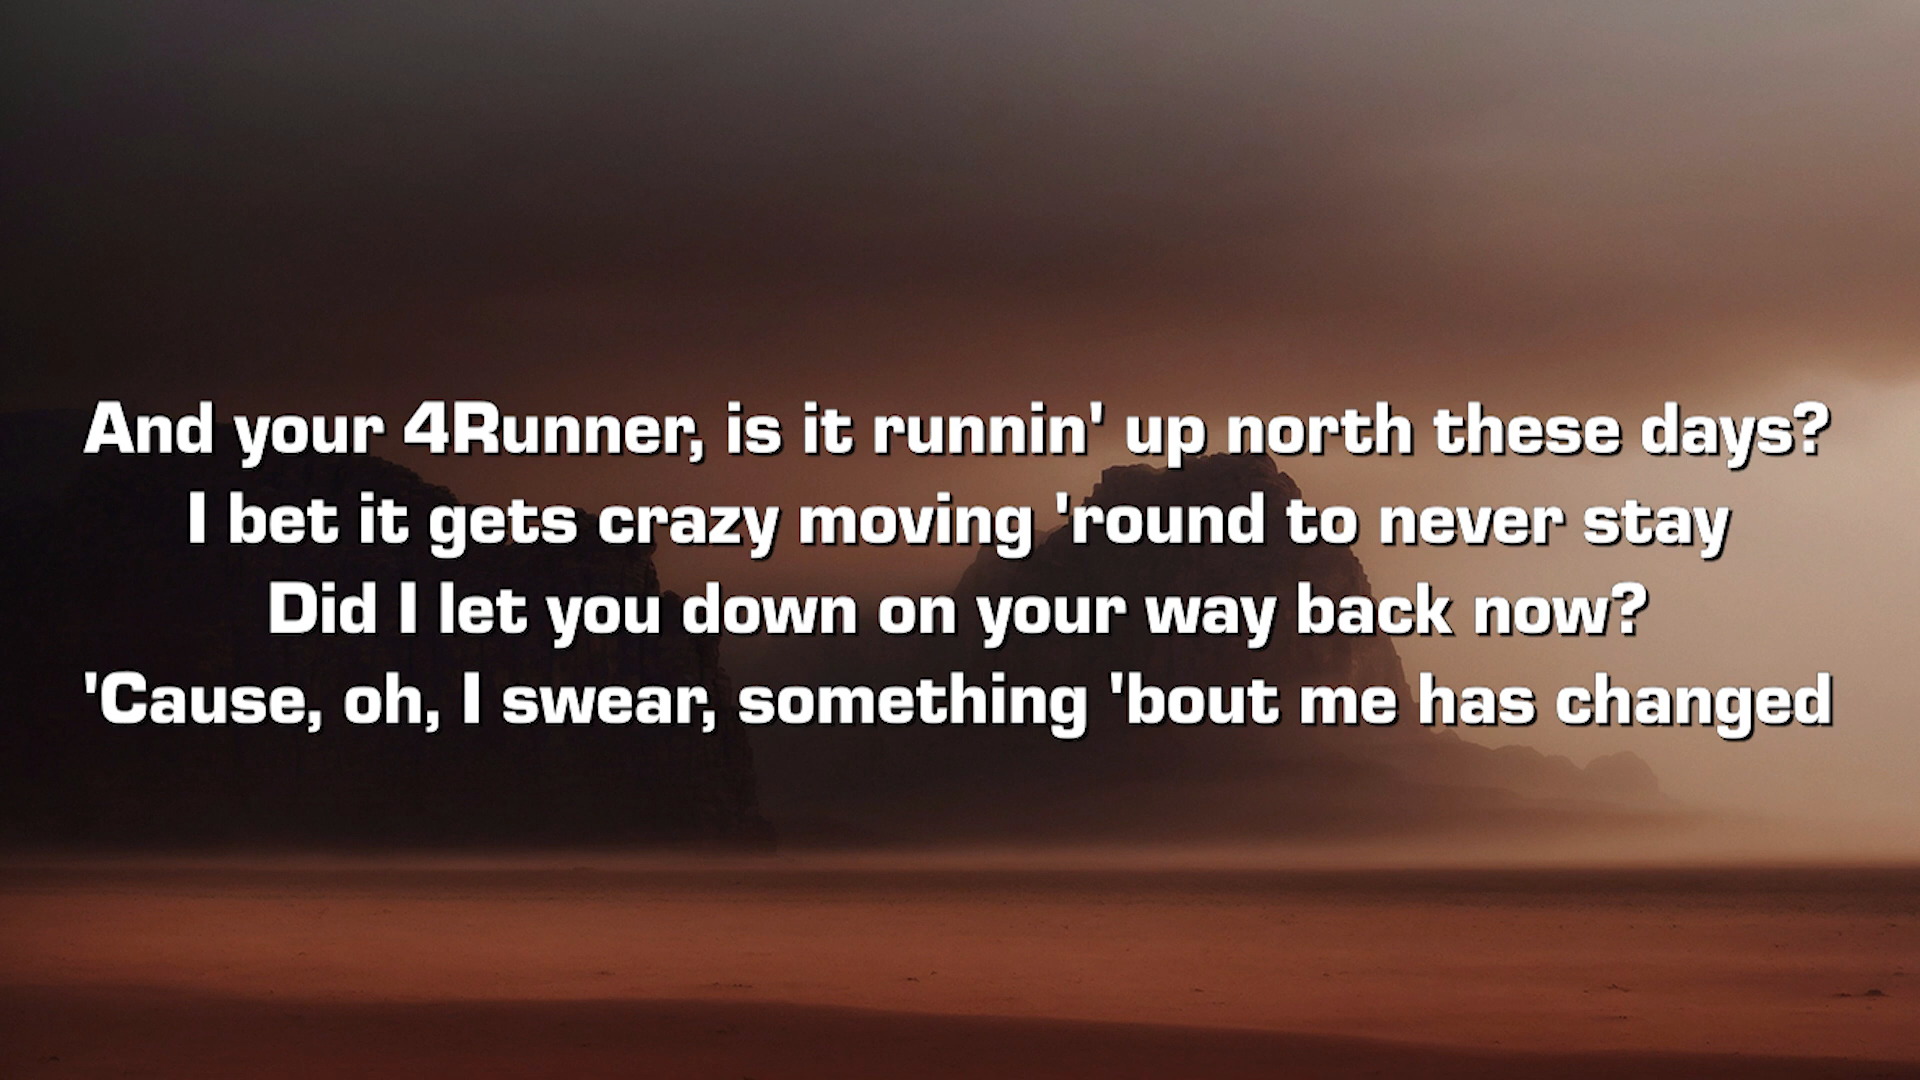 And your 4Runner, is it runnin' up north these days?
I bet it gets crazy moving 'round to never stay
Did I let you down on your way back now?
'Cause, oh, I swear, something 'bout me has changed